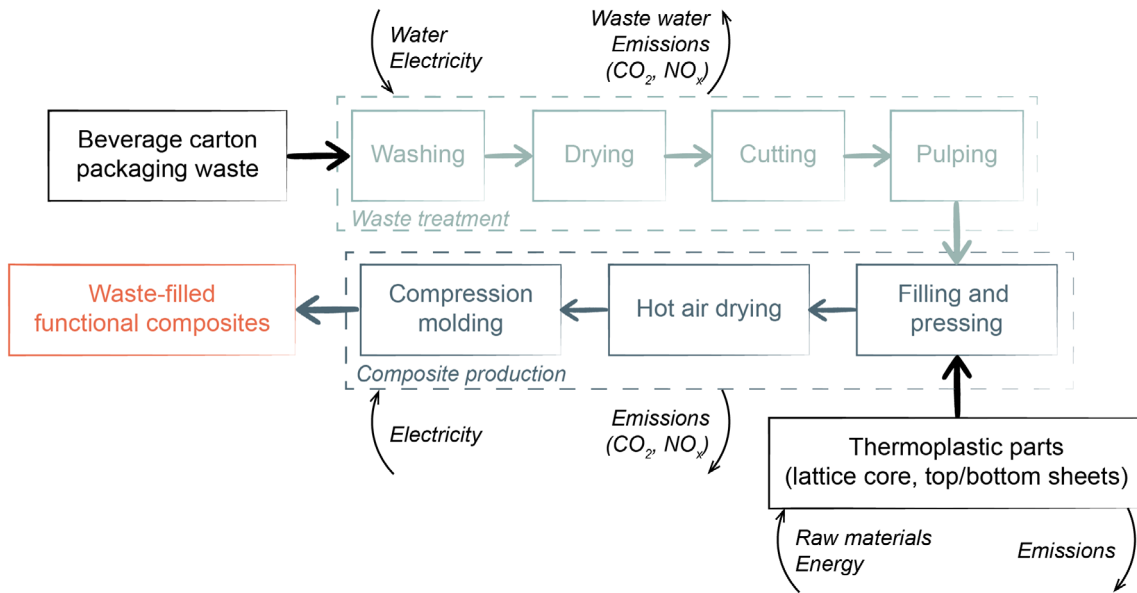 Water
Electricity
Waste water
Emissions
(CO₂, NOₓ)
Beverage carton
packaging waste
Washing
Drying
Cutting
Pulping
Waste treatment
Waste-filled
functional composites
Compression
molding
Hot air drying
Filling and
pressing
Composite production
Electricity
Emissions
(CO₂, NOₓ)
Thermoplastic parts
(lattice core, top/bottom sheets)
Raw materials
Energy
Emissions